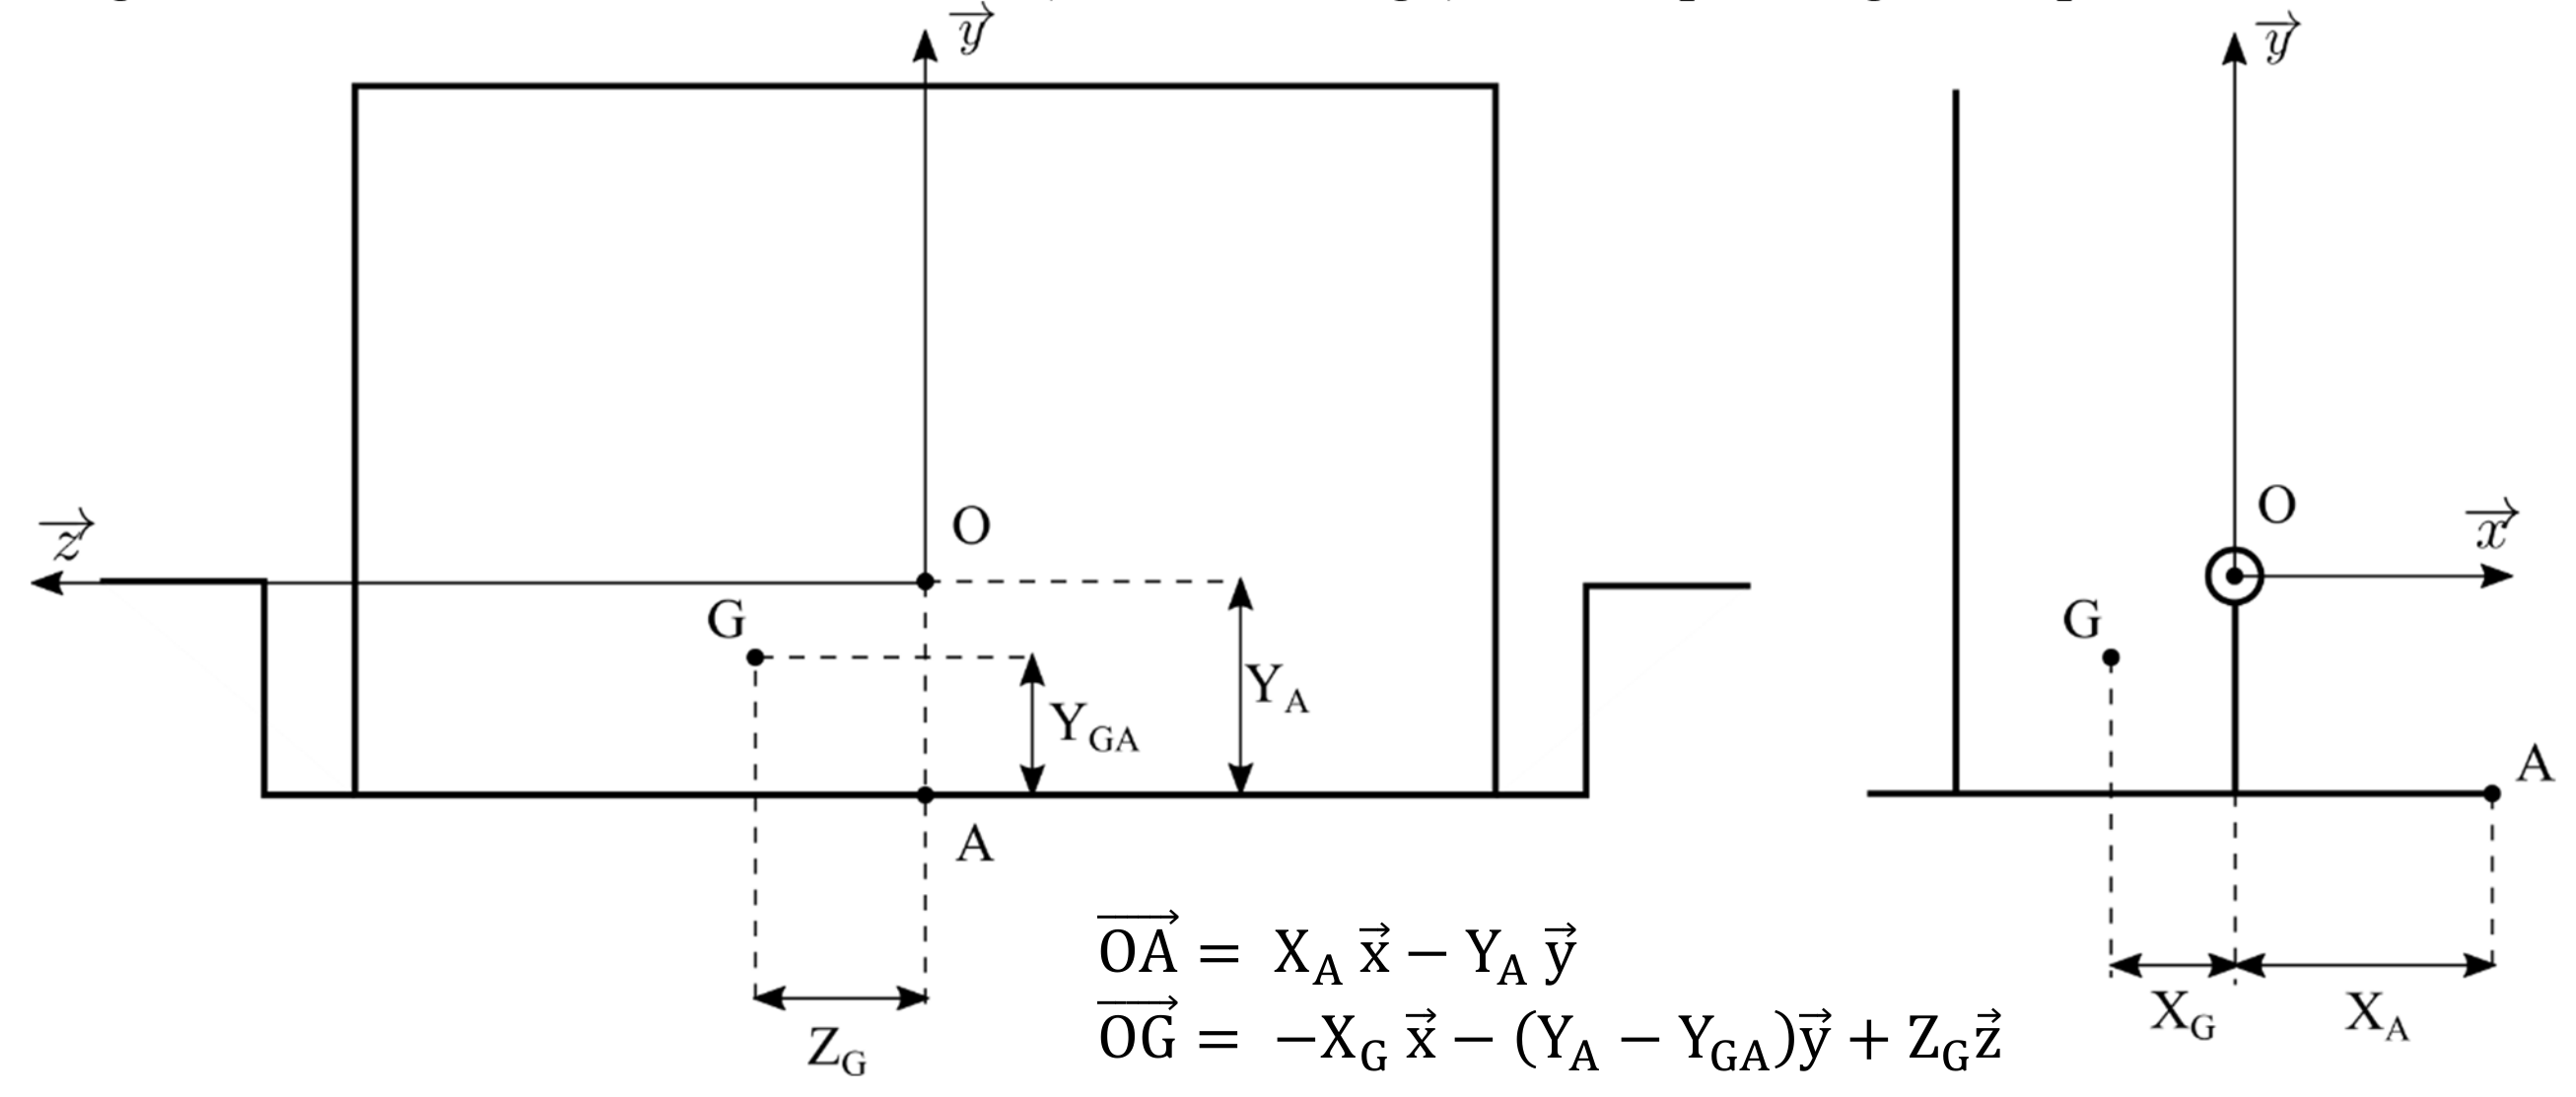 y⃗
y⃗
O
O
z⃗
x⃗
G
G
Y_A
Y_GA
A
A
OA⃗ = X_A x⃗ − Y_A y⃗
OG⃗ = −X_G x⃗ − (Y_A − Y_GA)y⃗ + Z_G z⃗
Z_G
X_G
X_A